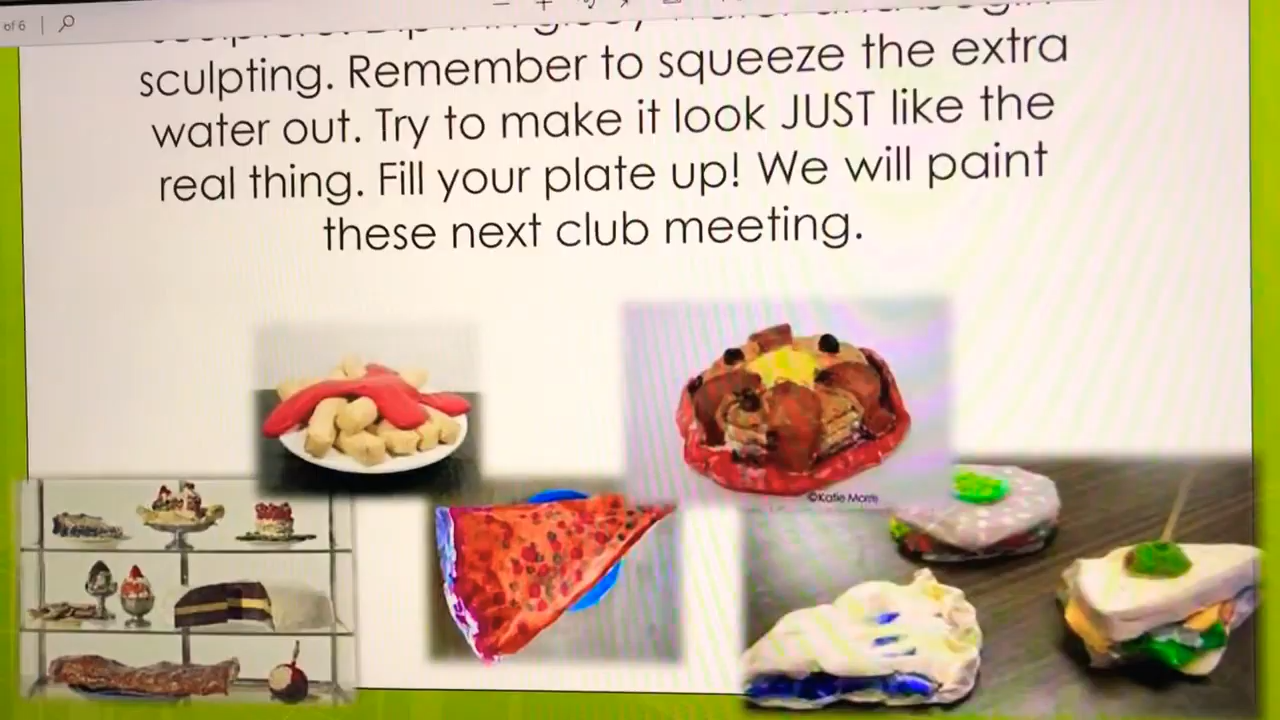 of 6
sculpting. Remember to squeeze the extra
water out. Try to make it look JUST like the
real thing. Fill your plate up! We will paint
these next club meeting.
©Katie Morris